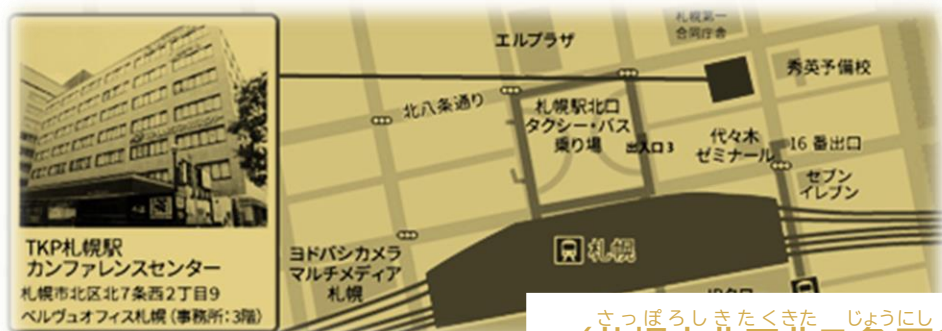 TKP札幌駅
カンファレンスセンター
札幌市北区北7条西2丁目9
ベルヴュオフィス札幌（事務所:3階）
エルプラザ
札幌第一
合同庁舎
秀英予備校
北八条通り
札幌駅北口
タクシー・バス
乗り場
出入口3
代々木
ゼミナール
16番出口
セブン
イレブン
ヨドバシカメラ
マルチメディア
札幌
札幌
さっぽろしきたくきた じょうにし